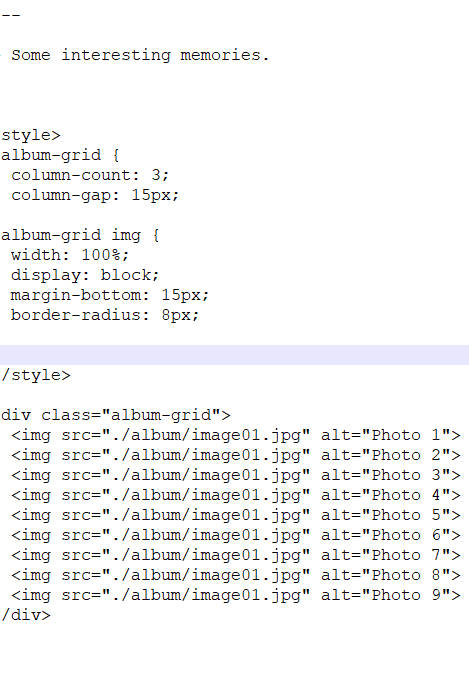 --
Some interesting memories.
style>
album-grid {
column-count: 3;
column-gap: 15px;
album-grid img {
width: 100%;
display: block;
margin-bottom: 15px;
border-radius: 8px;
/style>
div class="album-grid">
<img src="./album/image01.jpg" alt="Photo 1">
<img src="./album/image01.jpg" alt="Photo 2">
<img src="./album/image01.jpg" alt="Photo 3">
<img src="./album/image01.jpg" alt="Photo 4">
<img src="./album/image01.jpg" alt="Photo 5">
<img src="./album/image01.jpg" alt="Photo 6">
<img src="./album/image01.jpg" alt="Photo 7">
<img src="./album/image01.jpg" alt="Photo 8">
<img src="./album/image01.jpg" alt="Photo 9">
/div>